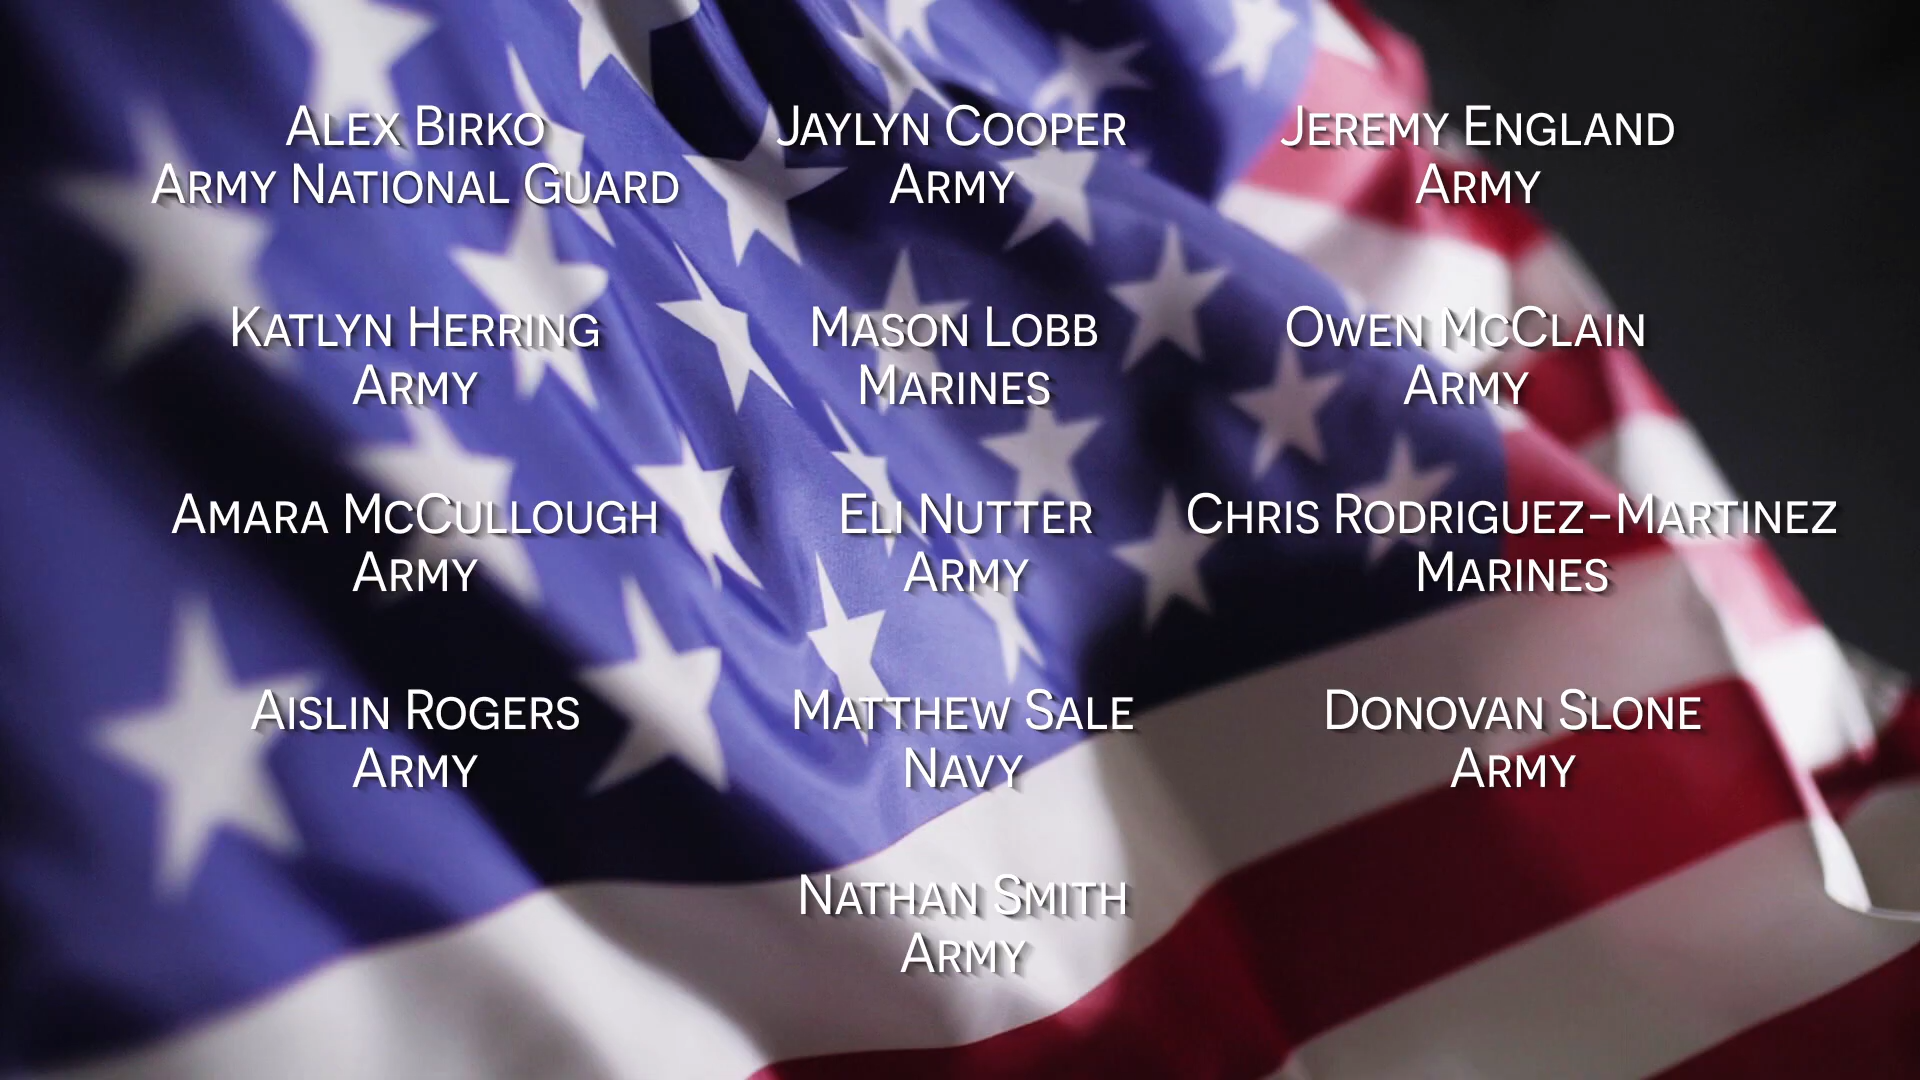 Alex Birko
Army National Guard
Jaylyn Cooper
Army
Jeremy England
Army
Katlyn Herring
Army
Mason Lobb
Marines
Owen McClain
Army
Amara McCullough
Army
Eli Nutter
Army
Chris Rodriguez-Martinez
Marines
Aislin Rogers
Army
Matthew Sale
Navy
Donovan Slone
Army
Nathan Smith
Army